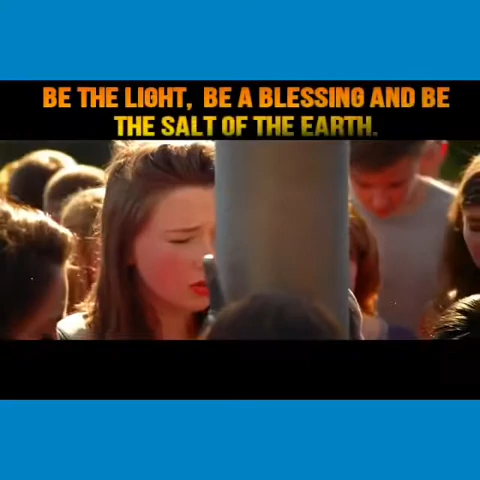 BE THE LIGHT, BE A BLESSING AND BE
THE SALT OF THE EARTH.